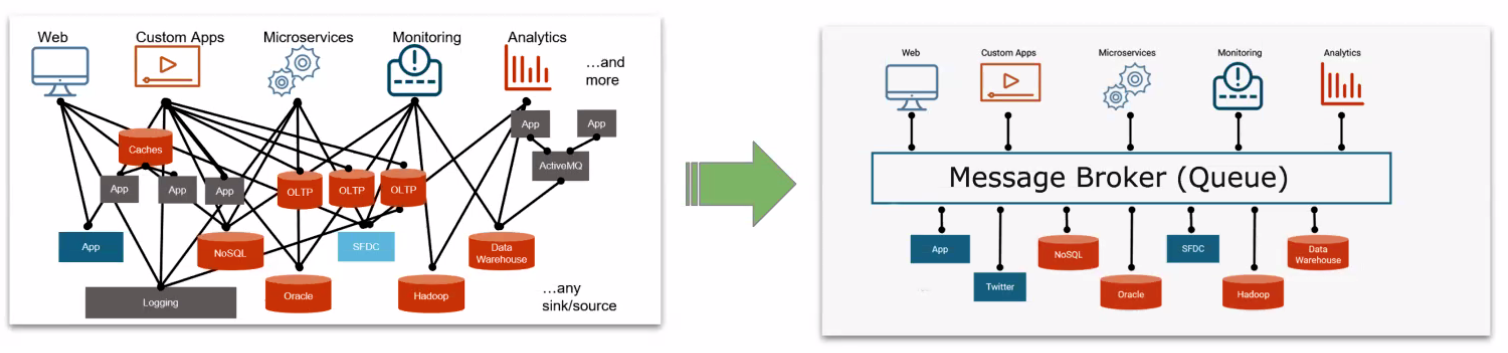 Web
Custom Apps
Microservices
Monitoring
Analytics
...and
more
App
App
Caches
ActiveMQ
App
App
App
OLTP
OLTP
OLTP
App
NoSQL
SFDC
Data
Warehouse
Logging
Oracle
Hadoop
...any
sink/source
Web
Custom Apps
Microservices
Monitoring
Analytics
Message Broker (Queue)
App
NoSQL
SFDC
Data
Warehouse
Twitter
Oracle
Hadoop